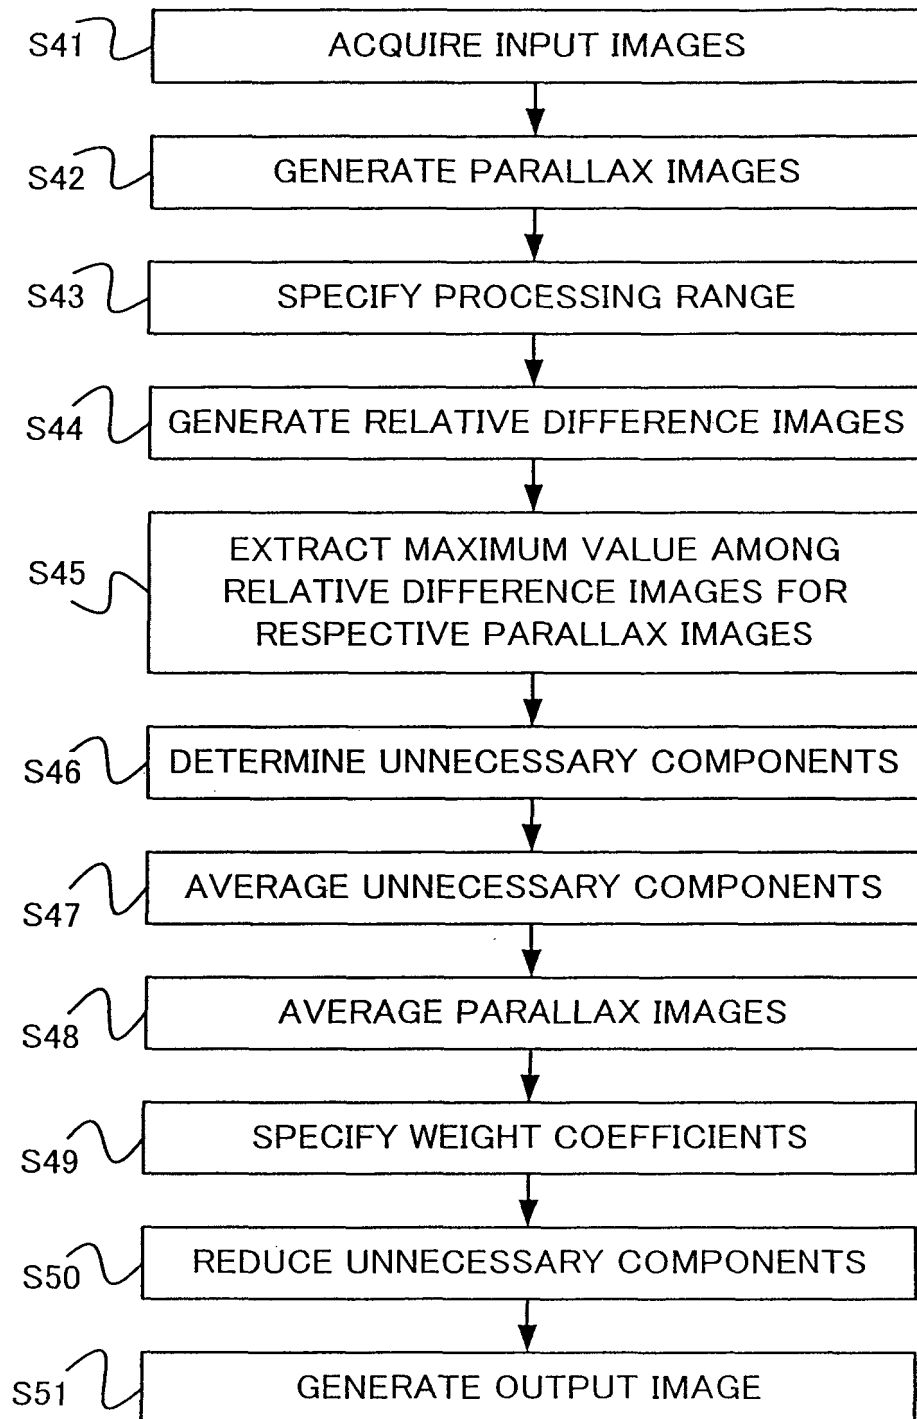 S41 ACQUIRE INPUT IMAGES
S42 GENERATE PARALLAX IMAGES
S43 SPECIFY PROCESSING RANGE
S44 GENERATE RELATIVE DIFFERENCE IMAGES
S45 EXTRACT MAXIMUM VALUE AMONG
RELATIVE DIFFERENCE IMAGES FOR
RESPECTIVE PARALLAX IMAGES
S46 DETERMINE UNNECESSARY COMPONENTS
S47 AVERAGE UNNECESSARY COMPONENTS
S48 AVERAGE PARALLAX IMAGES
S49 SPECIFY WEIGHT COEFFICIENTS
S50 REDUCE UNNECESSARY COMPONENTS
S51 GENERATE OUTPUT IMAGE